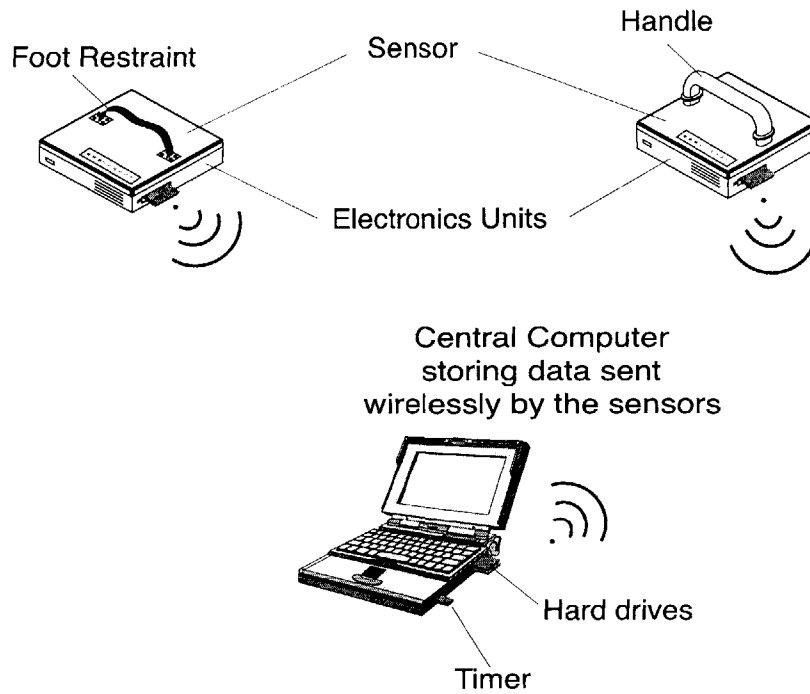 Handle
Foot Restraint
Sensor
Electronics Units
Central Computer
storing data sent
wirelessly by the sensors
Hard drives
Timer